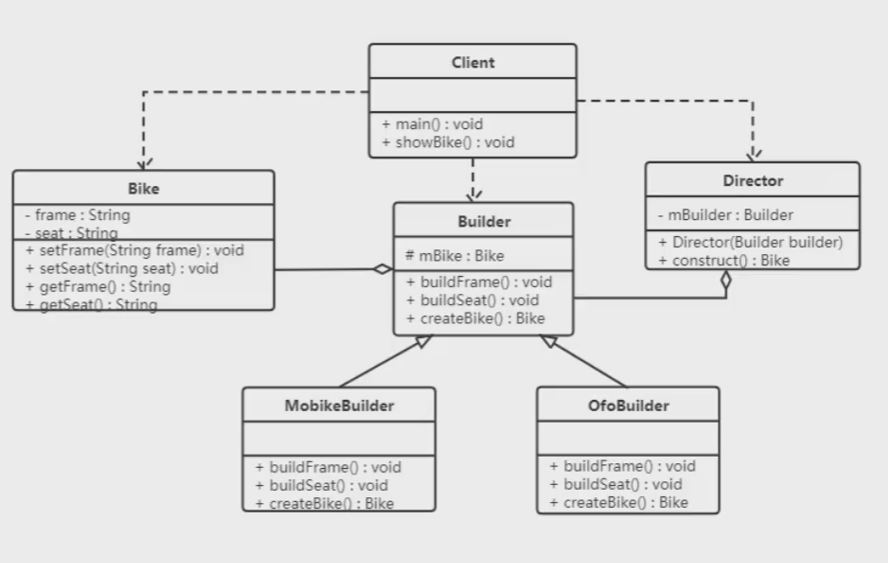 Client
+ main() : void
+ showBike() : void
Bike
- frame : String
- seat : String
+ setFrame(String frame) : void
+ setSeat(String seat) : void
+ getFrame() : String
+ getSeat() : String
Builder
# mBike : Bike
+ buildFrame() : void
+ buildSeat() : void
+ createBike() : Bike
Director
- mBuilder : Builder
+ Director(Builder builder)
+ construct() : Bike
MobikeBuilder
+ buildFrame() : void
+ buildSeat() : void
+ createBike() : Bike
OfoBuilder
+ buildFrame() : void
+ buildSeat() : void
+ createBike() : Bike